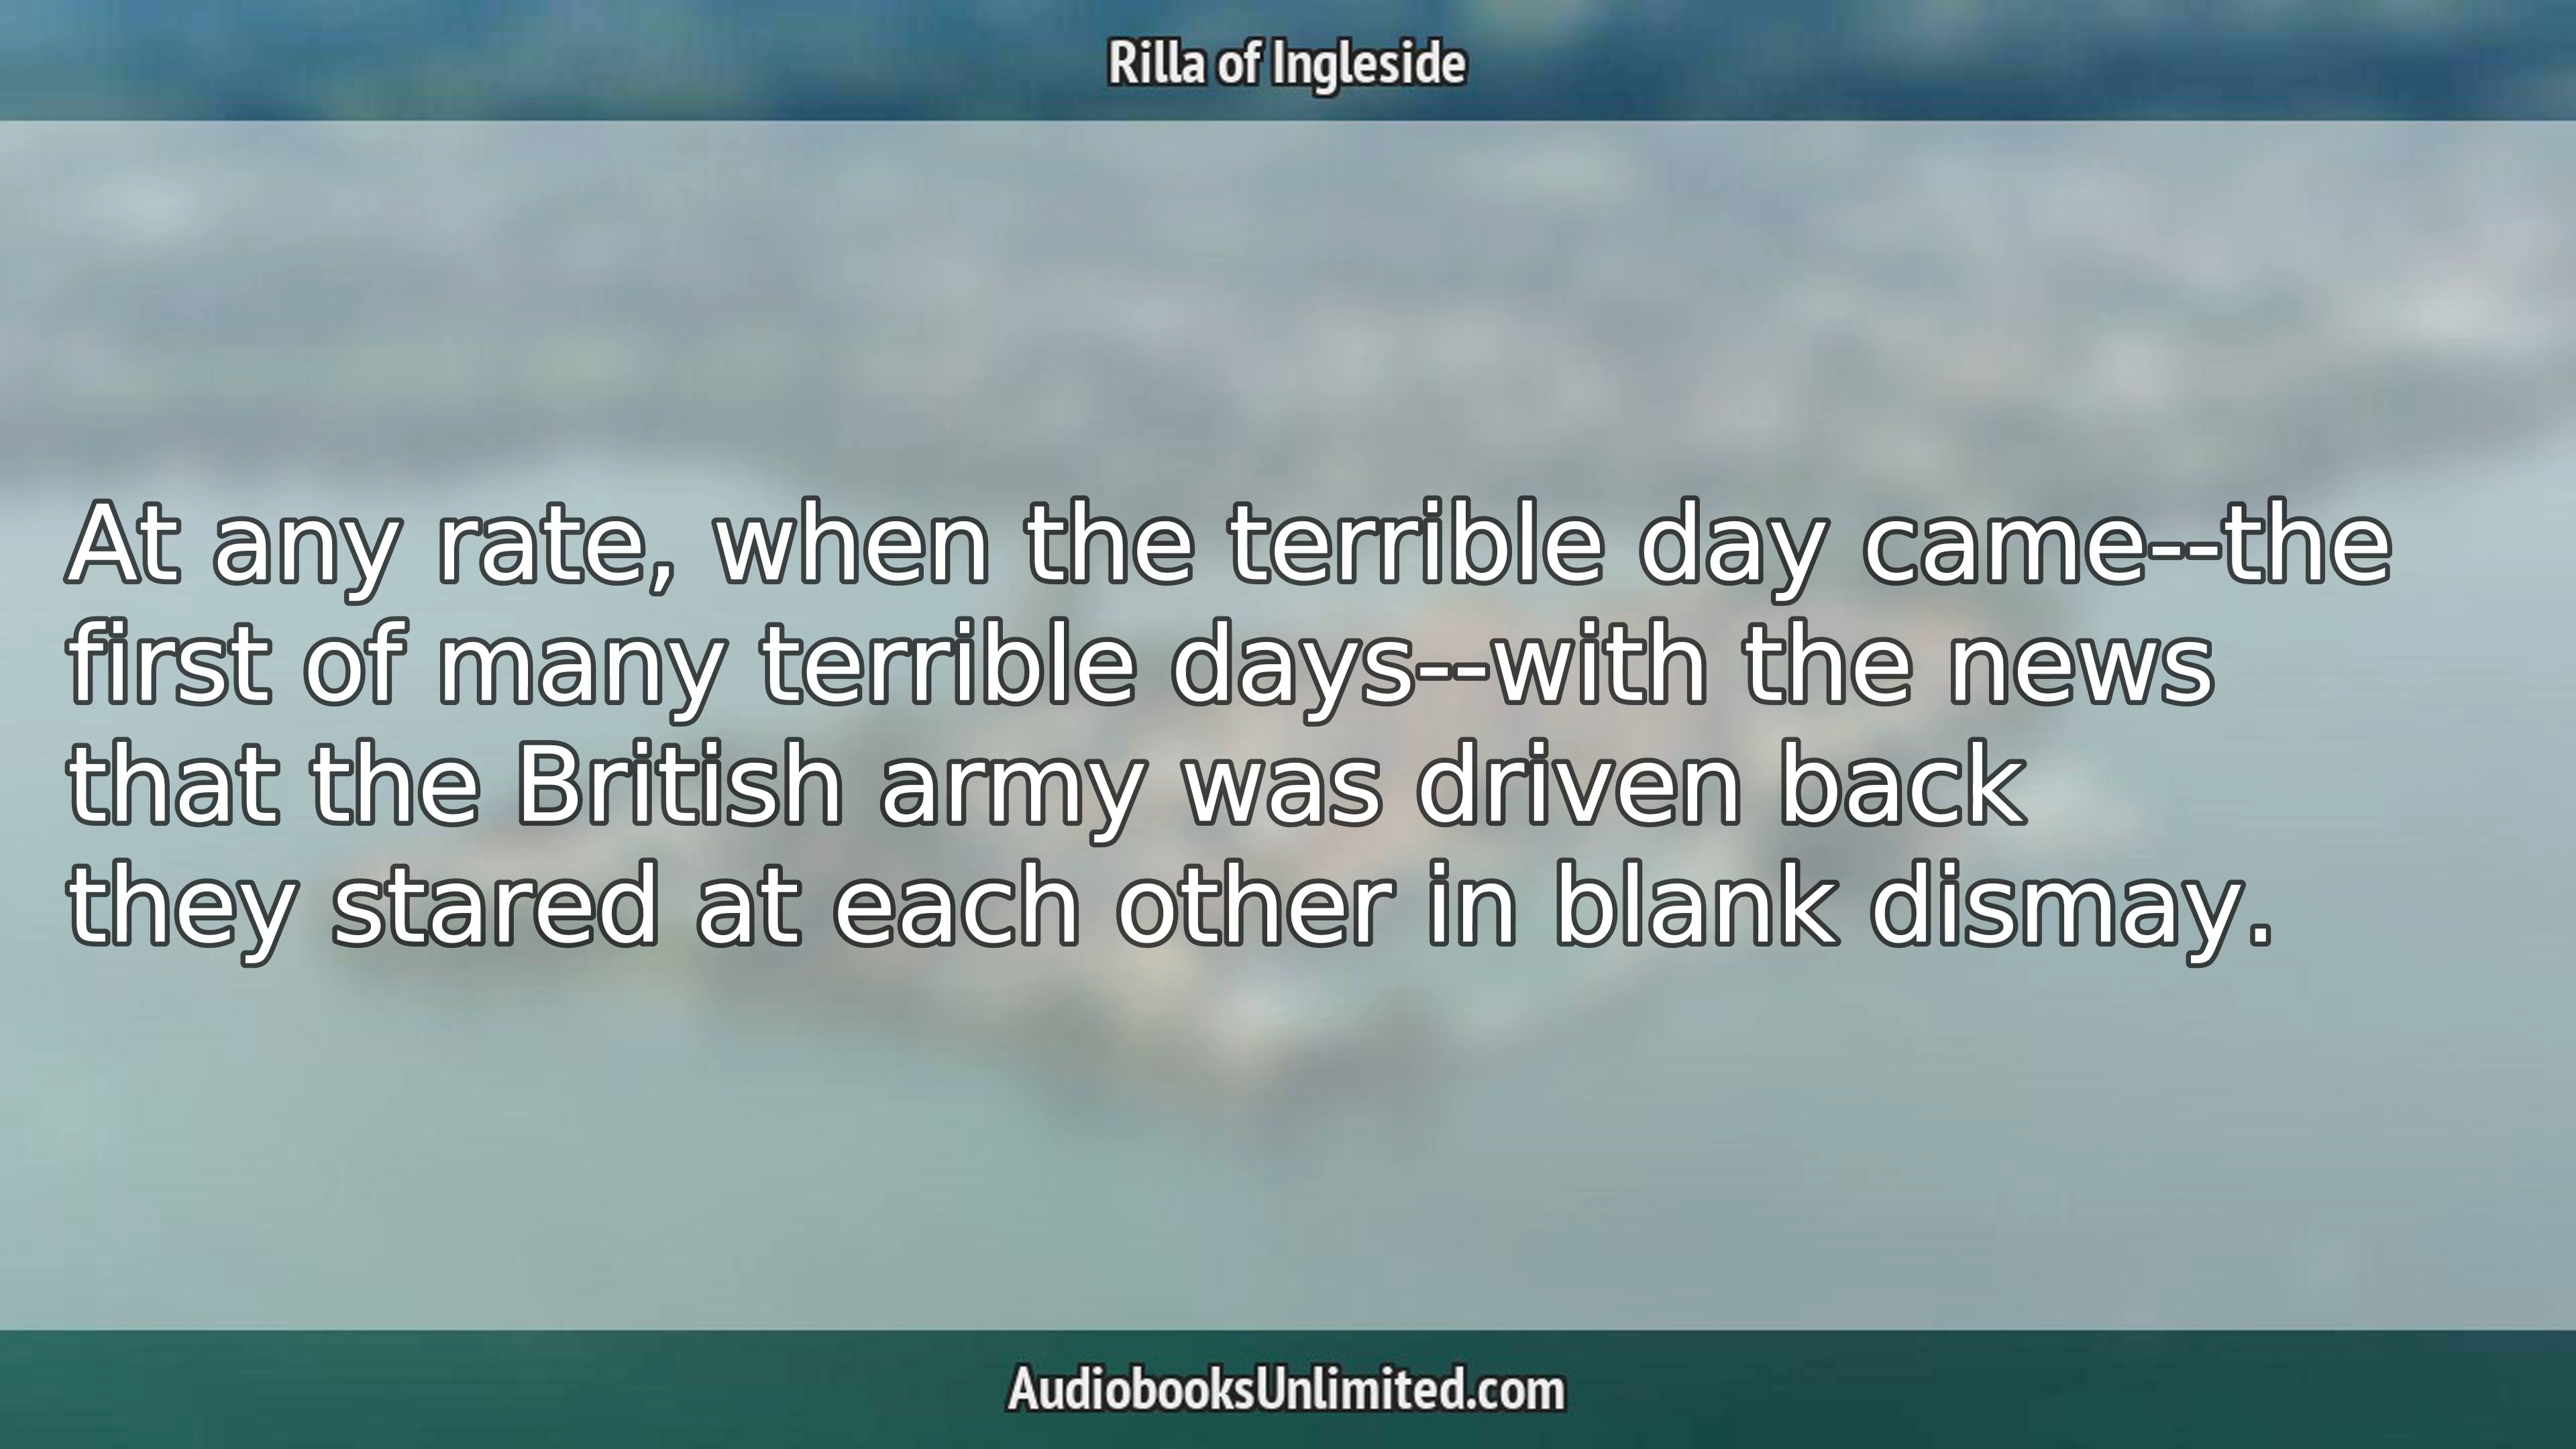 Rilla of Ingleside
At any rate, when the terrible day came--the
first of many terrible days--with the news
that the British army was driven back
they stared at each other in blank dismay.
AudiobooksUnlimited.com